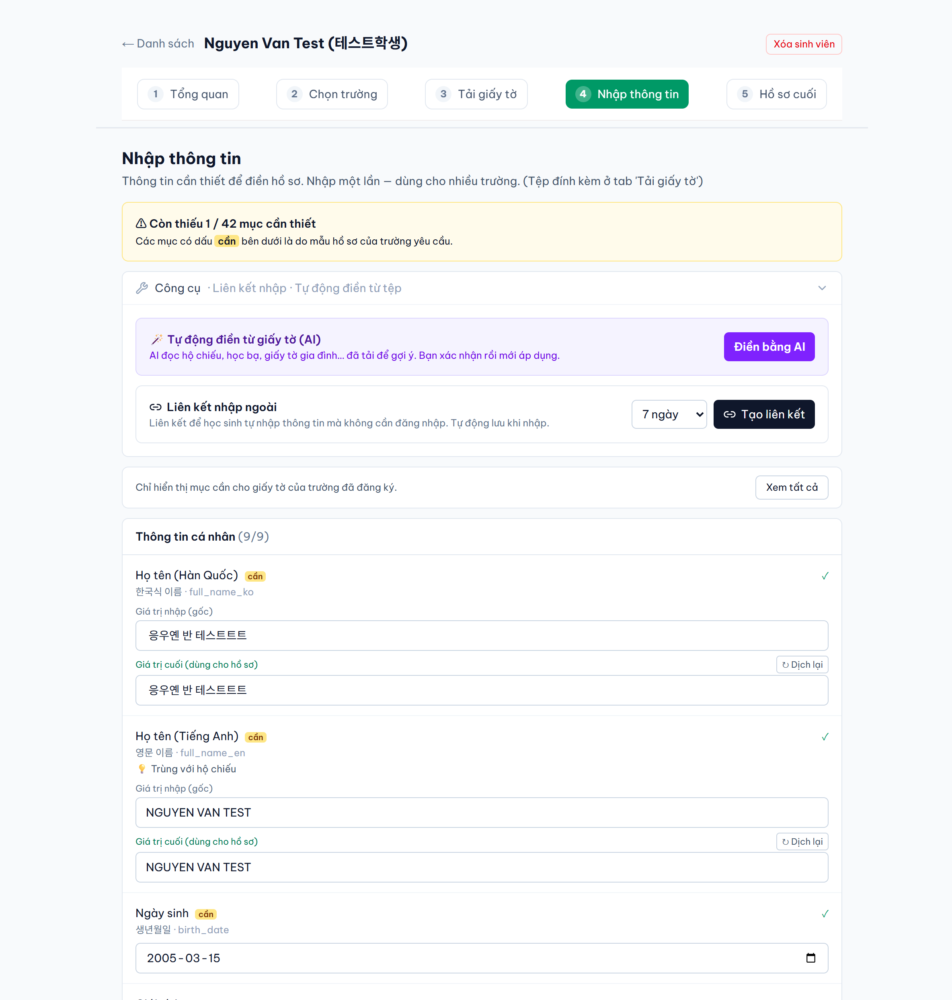 ← Danh sách Nguyen Van Test (테스트학생) Xóa sinh viên
1 Tổng quan 2 Chọn trường 3 Tải giấy tờ 4 Nhập thông tin 5 Hồ sơ cuối
Nhập thông tin
Thông tin cần thiết để điền hồ sơ. Nhập một lần — dùng cho nhiều trường. (Tệp đính kèm ở tab 'Tải giấy tờ')
⚠ Còn thiếu 1 / 42 mục cần thiết
Các mục có dấu cần bên dưới là do mẫu hồ sơ của trường yêu cầu.
Công cụ · Liên kết nhập · Tự động điền từ tệp
🪄 Tự động điền từ giấy tờ (AI)
AI đọc hộ chiếu, học bạ, giấy tờ gia đình... đã tải để gợi ý. Bạn xác nhận rồi mới áp dụng.
Điền bằng AI
Liên kết nhập ngoài
Liên kết để học sinh tự nhập thông tin mà không cần đăng nhập. Tự động lưu khi nhập.
7 ngày Tạo liên kết
Chỉ hiển thị mục cần cho giấy tờ của trường đã đăng ký. Xem tất cả
Thông tin cá nhân (9/9)
Họ tên (Hàn Quốc) cần ✓
한국식 이름 · full_name_ko
Giá trị nhập (gốc)
응우옌 반 테스트트트
Giá trị cuối (dùng cho hồ sơ) ↻ Dịch lại
응우옌 반 테스트트트
Họ tên (Tiếng Anh) cần ✓
영문 이름 · full_name_en
💡 Trùng với hộ chiếu
Giá trị nhập (gốc)
NGUYEN VAN TEST
Giá trị cuối (dùng cho hồ sơ) ↻ Dịch lại
NGUYEN VAN TEST
Ngày sinh cần ✓
생년월일 · birth_date
2005-03-15